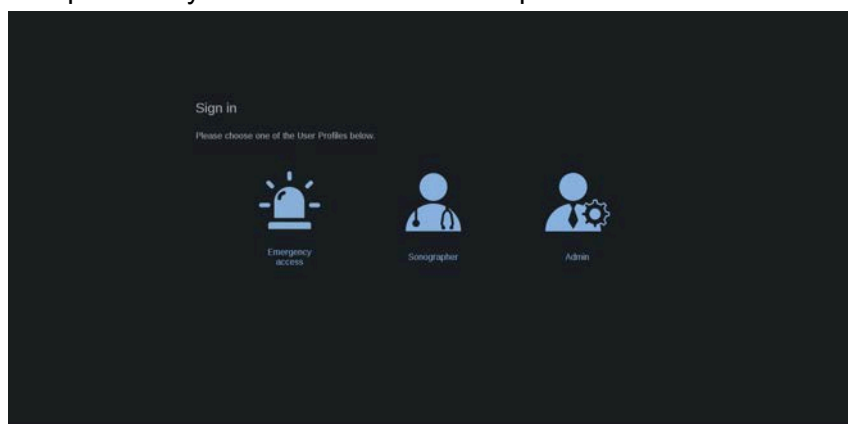 Sign in
Please choose one of the User Profiles below.
Emergency
access
Sonographer
Admin